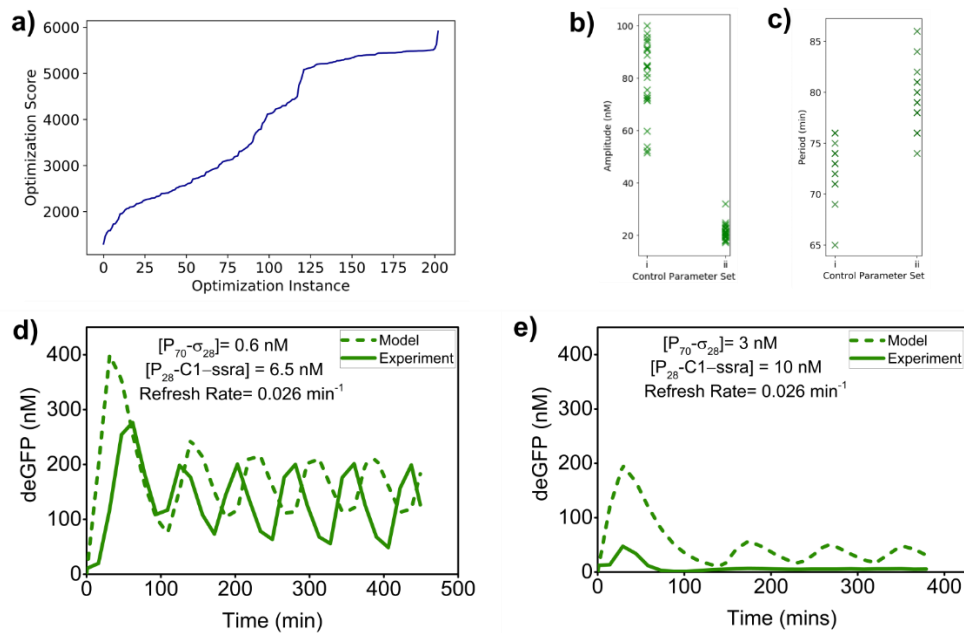 a)
Optimization Score
6000
5000
4000
3000
2000
0 25 50 75 100 125 150 175 200
Optimization Instance
b)
Amplitude (nM)
100
80
60
40
20
i ii
Control Parameter Set
c)
Period (min)
85
80
75
70
65
i ii
Control Parameter Set
d)
deGFP (nM)
400
300
200
100
0
[P₇₀-σ₂₈]= 0.6 nM
[P₂₈-C1–ssra] = 6.5 nM
Refresh Rate= 0.026 min⁻¹
Model
Experiment
0 100 200 300 400 500
Time (min)
e)
deGFP (nM)
400
300
200
100
0
[P₇₀-σ₂₈]= 3 nM
[P₂₈-C1–ssra] = 10 nM
Refresh Rate= 0.026 min⁻¹
Model
Experiment
0 100 200 300 400
Time (mins)